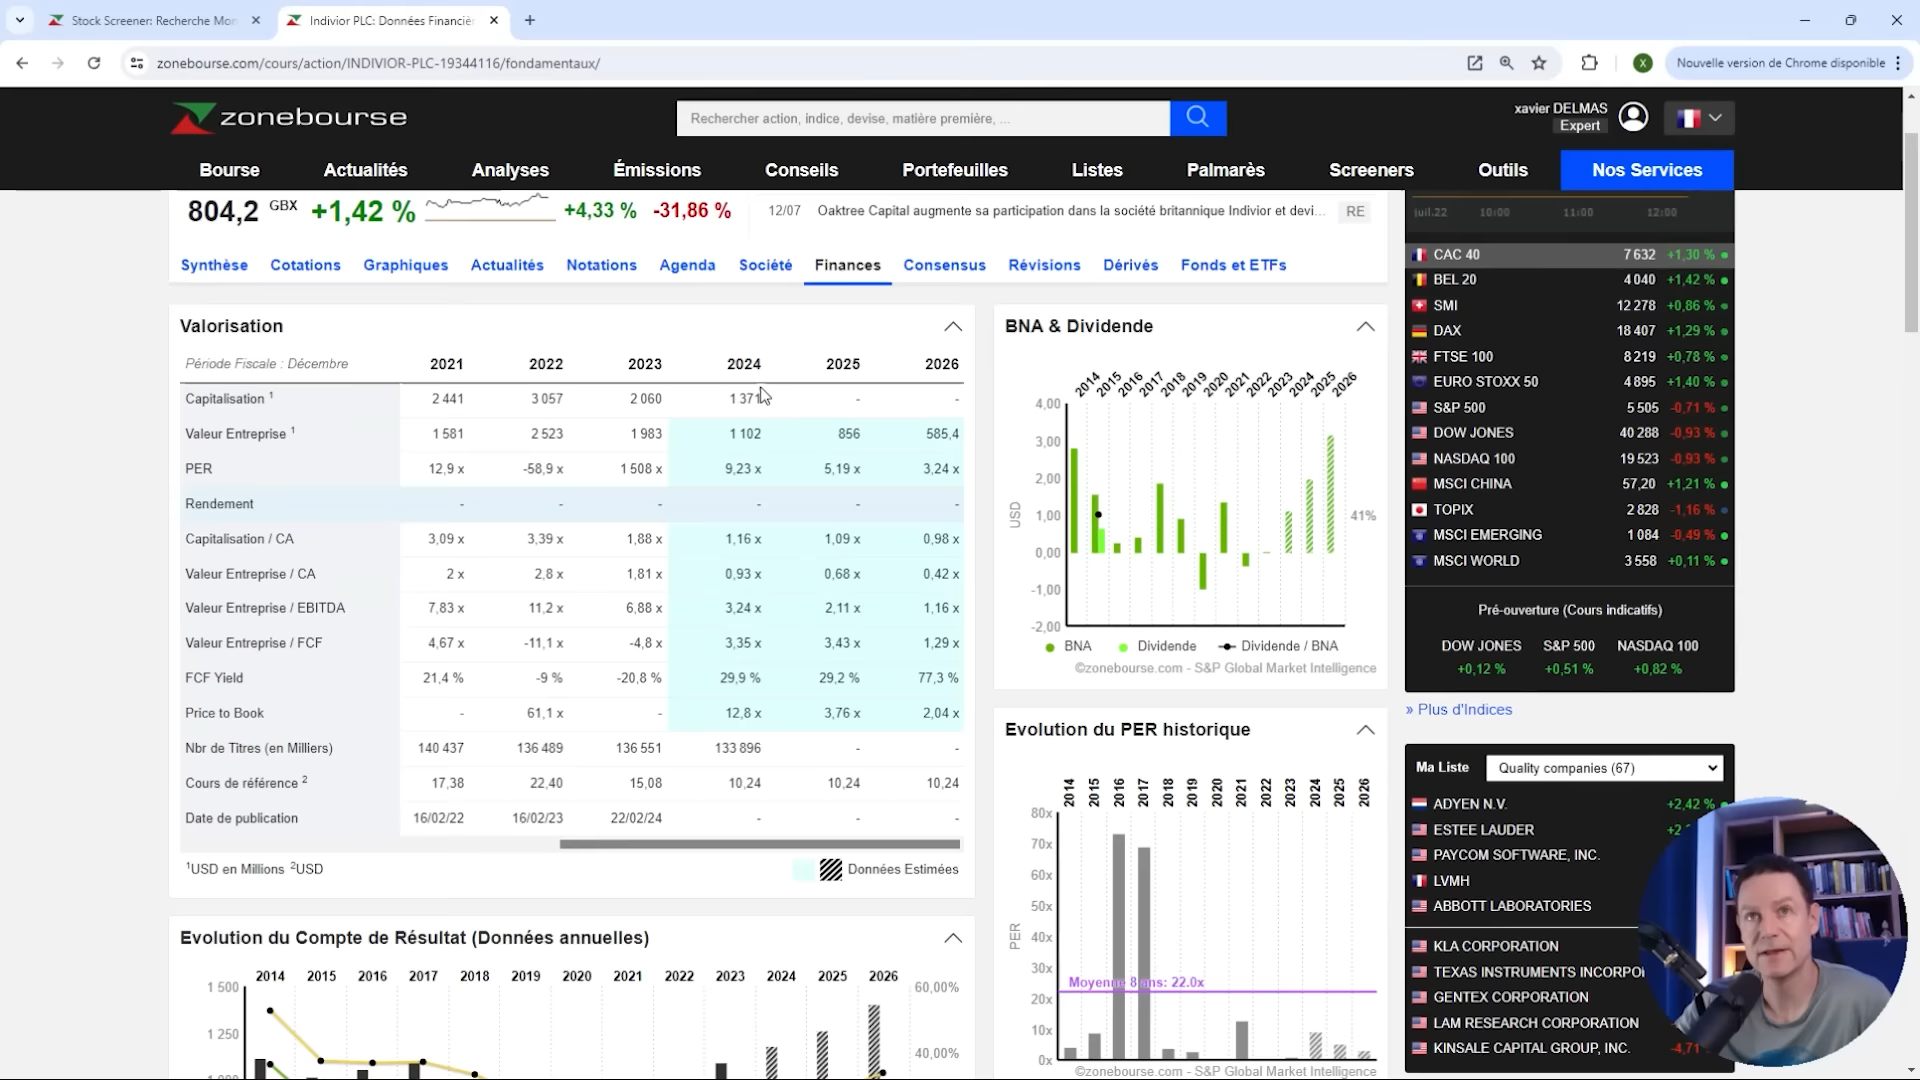 Stock Screener: Recherche Mon
Indivior PLC: Données Financiè
zonebourse.com/cours/action/INDIVIOR-PLC-19344116/fondamentaux/
X
Nouvelle version de Chrome disponible
zonebourse
Rechercher action, indice, devise, matière première, ...
xavier DELMAS
Expert
Bourse Actualités Analyses Émissions Conseils Portefeuilles Listes Palmarès Screeners Outils Nos Services
804,2 GBX +1,42 % +4,33 % -31,86 % 12/07 Oaktree Capital augmente sa participation dans la société britannique Indivior et devi... RE
Synthèse Cotations Graphiques Actualités Notations Agenda Société Finances Consensus Révisions Dérivés Fonds et ETFs
Valorisation
Période Fiscale : Décembre 2021 2022 2023 2024 2025 2026
Capitalisation 1 2 441 3 057 2 060 1 371 - -
Valeur Entreprise 1 1 581 2 523 1 983 1 102 856 585,4
PER 12,9 x -58,9 x 1 508 x 9,23 x 5,19 x 3,24 x
Rendement - - - - - -
Capitalisation / CA 3,09 x 3,39 x 1,88 x 1,16 x 1,09 x 0,98 x
Valeur Entreprise / CA 2 x 2,8 x 1,81 x 0,93 x 0,68 x 0,42 x
Valeur Entreprise / EBITDA 7,83 x 11,2 x 6,88 x 3,24 x 2,11 x 1,16 x
Valeur Entreprise / FCF 4,67 x -11,1 x -4,8 x 3,35 x 3,43 x 1,29 x
FCF Yield 21,4 % -9 % -20,8 % 29,9 % 29,2 % 77,3 %
Price to Book - 61,1 x - 12,8 x 3,76 x 2,04 x
Nbr de Titres (en Milliers) 140 437 136 489 136 551 133 896 - -
Cours de référence 2 17,38 22,40 15,08 10,24 10,24 10,24
Date de publication 16/02/22 16/02/23 22/02/24 - - -
1USD en Millions 2USD
Données Estimées
BNA & Dividende
2014 2015 2016 2017 2018 2019 2020 2021 2022 2023 2024 2025 2026
4,00
3,00
2,00
1,00
0,00
-1,00
-2,00
USD
41%
BNA Dividende Dividende / BNA
©zonebourse.com - S&P Global Market Intelligence
Evolution du PER historique
2014 2015 2016 2017 2018 2019 2020 2021 2022 2023 2024 2025 2026
80x
70x
60x
50x
40x
30x
20x
10x
0x
PER
Moyenne 8 ans: 22.0x
©zonebourse.com - S&P Global Market Intelligence
Evolution du Compte de Résultat (Données annuelles)
2014 2015 2016 2017 2018 2019 2020 2021 2022 2023 2024 2025 2026
1 500 60,00%
1 250
40,00%
juil.22 10:00 11:00 12:00
CAC 40 7 632 +1,30 %
BEL 20 4 040 +1,42 %
SMI 12 278 +0,86 %
DAX 18 407 +1,29 %
FTSE 100 8 219 +0,78 %
EURO STOXX 50 4 895 +1,40 %
S&P 500 5 505 -0,71 %
DOW JONES 40 288 -0,93 %
NASDAQ 100 19 523 -0,93 %
MSCI CHINA 57,20 +1,21 %
TOPIX 2 828 -1,16 %
MSCI EMERGING 1 084 -0,49 %
MSCI WORLD 3 558 +0,11 %
Pré-ouverture (Cours indicatifs)
DOW JONES S&P 500 NASDAQ 100
+0,12 % +0,51 % +0,82 %
» Plus d'Indices
Ma Liste Quality companies (67)
ADYEN N.V. +2,42 %
ESTEE LAUDER
PAYCOM SOFTWARE, INC.
LVMH
ABBOTT LABORATORIES
KLA CORPORATION
TEXAS INSTRUMENTS INCORPO
GENTEX CORPORATION
LAM RESEARCH CORPORATION
KINSALE CAPITAL GROUP, INC. -4,71